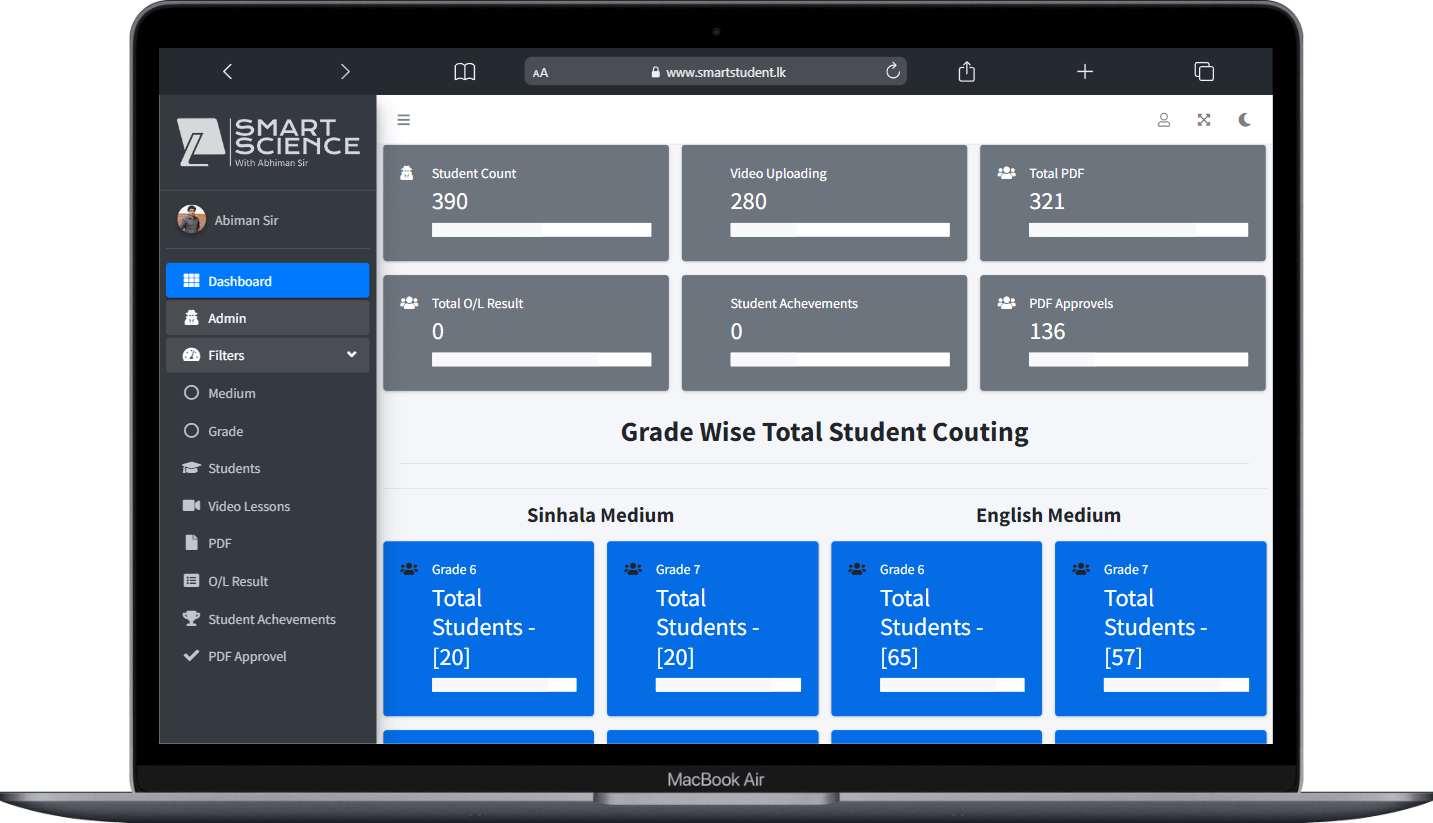 AA
www.smartstudent.lk
SMART
SCIENCE
With Abhiman Sir
Abiman Sir
Dashboard
Admin
Filters
Medium
Grade
Students
Video Lessons
PDF
O/L Result
Student Achevements
PDF Approvel
Student Count
390
Video Uploading
280
Total PDF
321
Total O/L Result
0
Student Achevements
0
PDF Approvels
136
Grade Wise Total Student Couting
Sinhala Medium
English Medium
Grade 6
Total
Students -
[20]
Grade 7
Total
Students -
[20]
Grade 6
Total
Students -
[65]
Grade 7
Total
Students -
[57]
MacBook Air